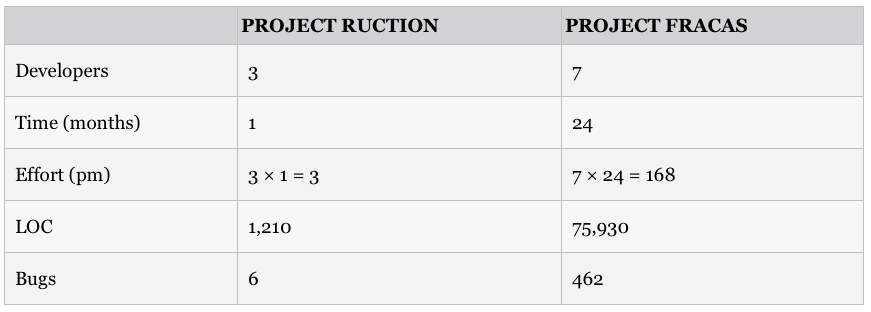 PROJECT RUCTION PROJECT FRACAS
Developers 3 7
Time (months) 1 24
Effort (pm) 3 × 1 = 3 7 × 24 = 168
LOC 1,210 75,930
Bugs 6 462